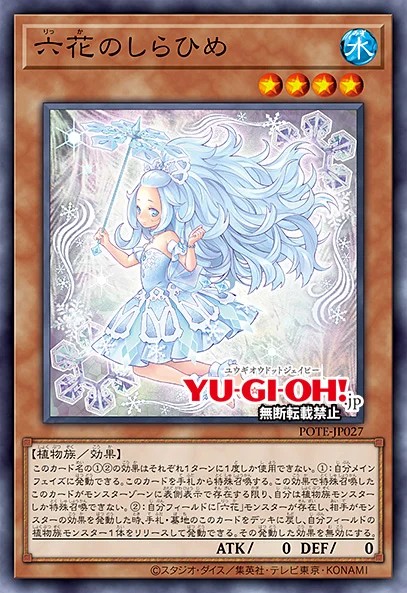 六花のしらひめ
りっ か
水
ユウギオウドットジェイピー
YU-GI-OH!.jp
無断転載禁止
POTE-JP027
【植物族／効果】
このカード名の①②の効果はそれぞれ1ターンに1度しか使用できない。①：自分メイン
フェイズに発動できる。このカードを手札から特殊召喚する。この効果で特殊召喚した
このカードがモンスターゾーンに表側表示で存在する限り、自分は植物族モンスター
しか特殊召喚できない。②：自分フィールドに「六花」モンスターが存在し、相手がモン
スターの効果を発動した時、手札・墓地のこのカードをデッキに戻し、自分フィールドの
植物族モンスター1体をリリースして発動できる。その発動した効果を無効にする。
ATK/ 0 DEF/ 0
©スタジオ・ダイス／集英社・テレビ東京・KONAMI